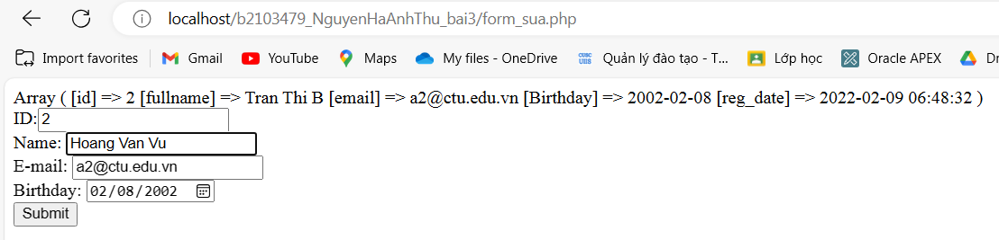 localhost/b2103479_NguyenHaAnhThu_bai3/form_sua.php
Import favorites Gmail YouTube Maps My files - OneDrive CUSC UNS Quản lý đào tạo - T... Lớp học Oracle APEX Dr
Array ( [id] => 2 [fullname] => Tran Thi B [email] => a2@ctu.edu.vn [Birthday] => 2002-02-08 [reg_date] => 2022-02-09 06:48:32 )
ID: 2
Name: Hoang Van Vu
E-mail: a2@ctu.edu.vn
Birthday: 02/08/2002
Submit